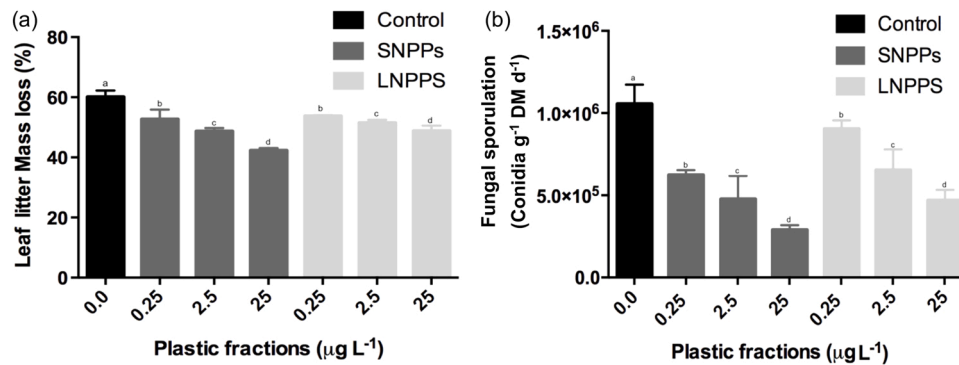 (a)
Control
SNPPs
LNPPS
Leaf litter Mass loss (%)
80
60
40
20
0
a
b
c
d
b
c
d
0.0
0.25
2.5
25
0.25
2.5
25
Plastic fractions (μg L⁻¹)
(b)
Control
SNPPs
LNPPS
Fungal sporulation
(Conidia g⁻¹ DM d⁻¹)
1.5×10⁶
1.0×10⁶
5.0×10⁵
0.0
a
b
c
d
b
c
d
0.0
0.25
2.5
25
0.25
2.5
25
Plastic fractions (μg L⁻¹)